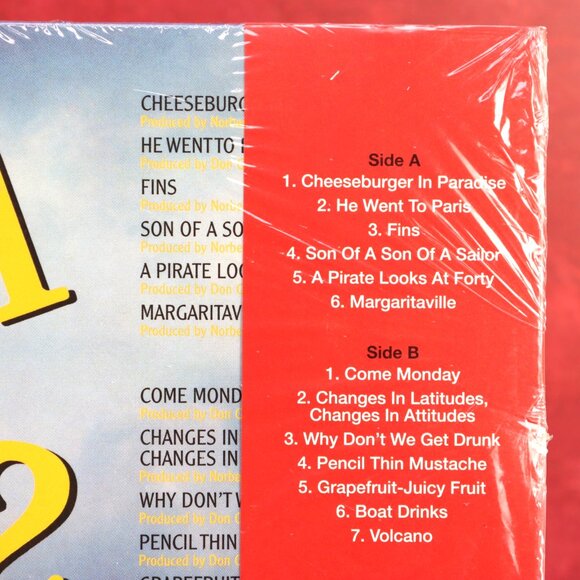 CHEESEBURG
Produced by Norbe
HE WENT TO
Produced by Don G
FINS
Produced by Norbe
SON OF A SO
Produced by Norbe
A PIRATE LOO
Produced by Don G
MARGARITAV
Produced by Norbe
COME MOND
Produced by Don G
CHANGES IN
CHANGES IN
Produced by Norbe
WHY DON'T W
Produced by Don G
PENCIL THIN
Produced by Don G
GRAPEFRUIT
Side A
1. Cheeseburger In Paradise
2. He Went To Paris
3. Fins
4. Son Of A Son Of A Sailor
5. A Pirate Looks At Forty
6. Margaritaville
Side B
1. Come Monday
2. Changes In Latitudes,
Changes In Attitudes
3. Why Don't We Get Drunk
4. Pencil Thin Mustache
5. Grapefruit-Juicy Fruit
6. Boat Drinks
7. Volcano